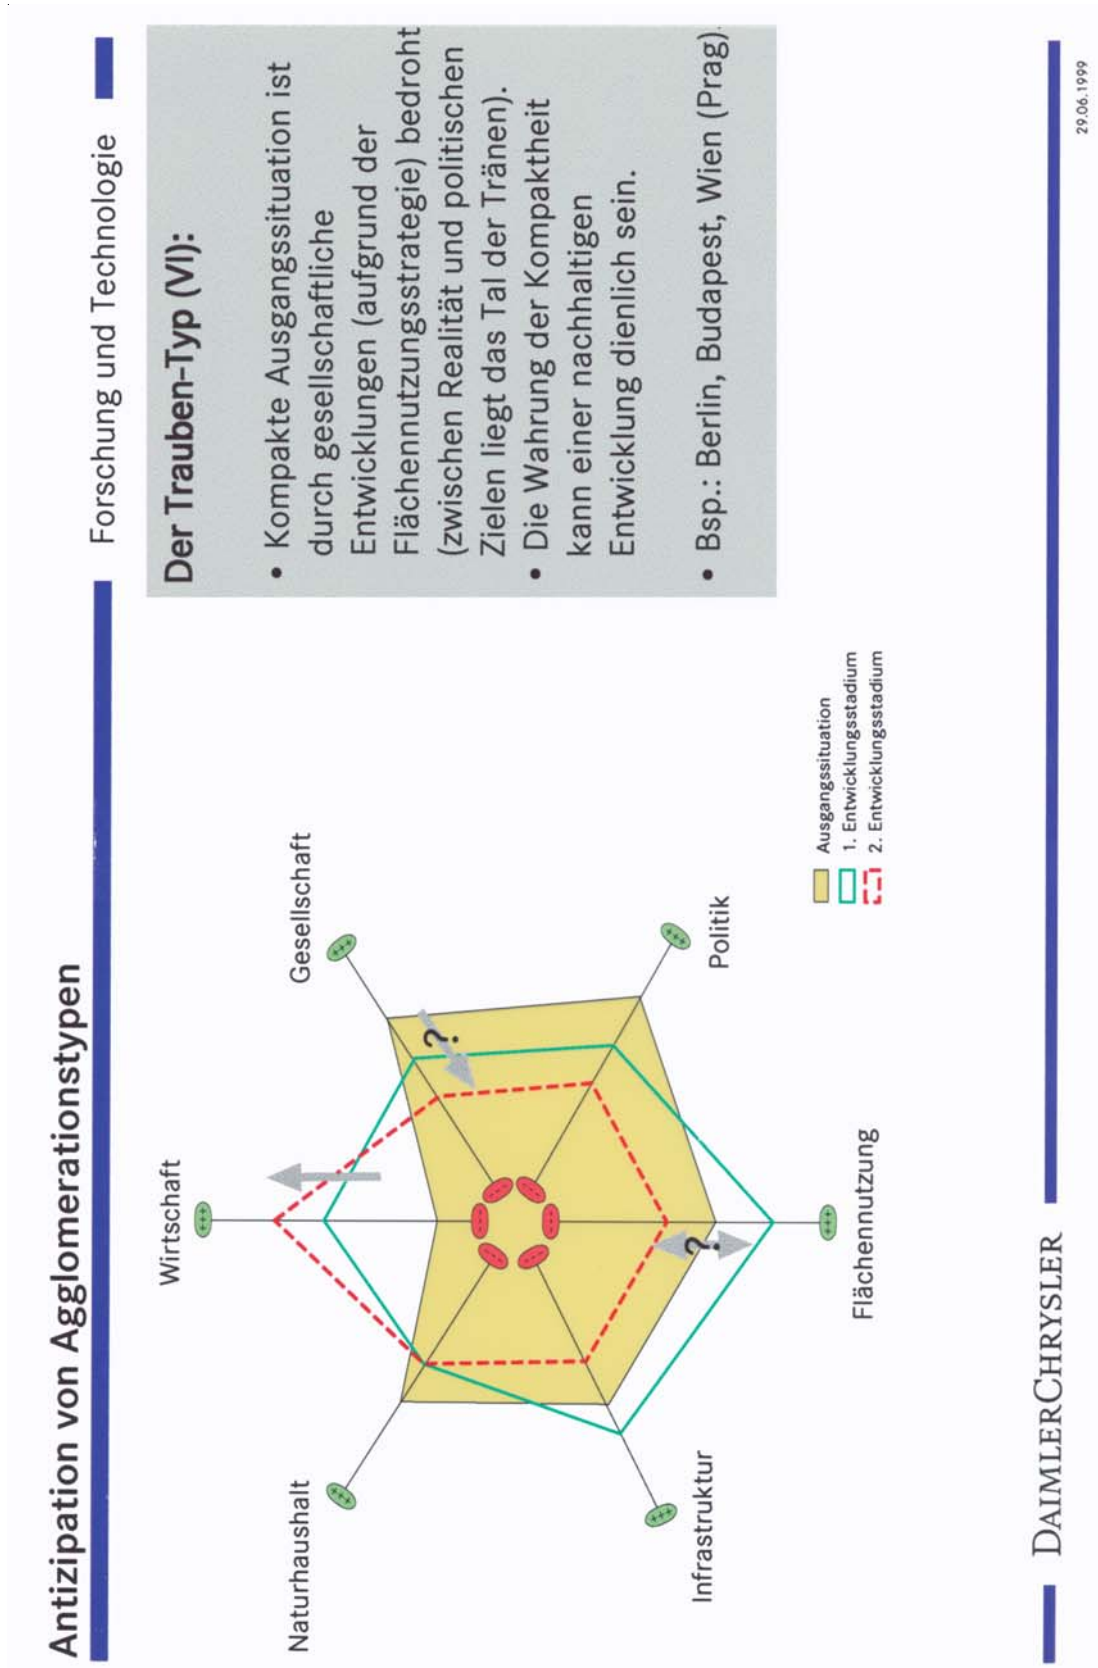 Antizipation von Agglomerationstypen
Forschung und Technologie
Wirtschaft
Naturhaushalt
Gesellschaft
Infrastruktur
Politik
Flächennutzung
+++
+++
+++
+++
+++
+++
---
---
---
---
---
---
?
?
Ausgangssituation
1. Entwicklungsstadium
2. Entwicklungsstadium
Der Trauben-Typ (VI):
• Kompakte Ausgangssituation ist
durch gesellschaftliche
Entwicklungen (aufgrund der
Flächennutzungsstrategie) bedroht
(zwischen Realität und politischen
Zielen liegt das Tal der Tränen).
• Die Wahrung der Kompaktheit
kann einer nachhaltigen
Entwicklung dienlich sein.
• Bsp.: Berlin, Budapest, Wien (Prag)
DAIMLERCHRYSLER
29.06.1999